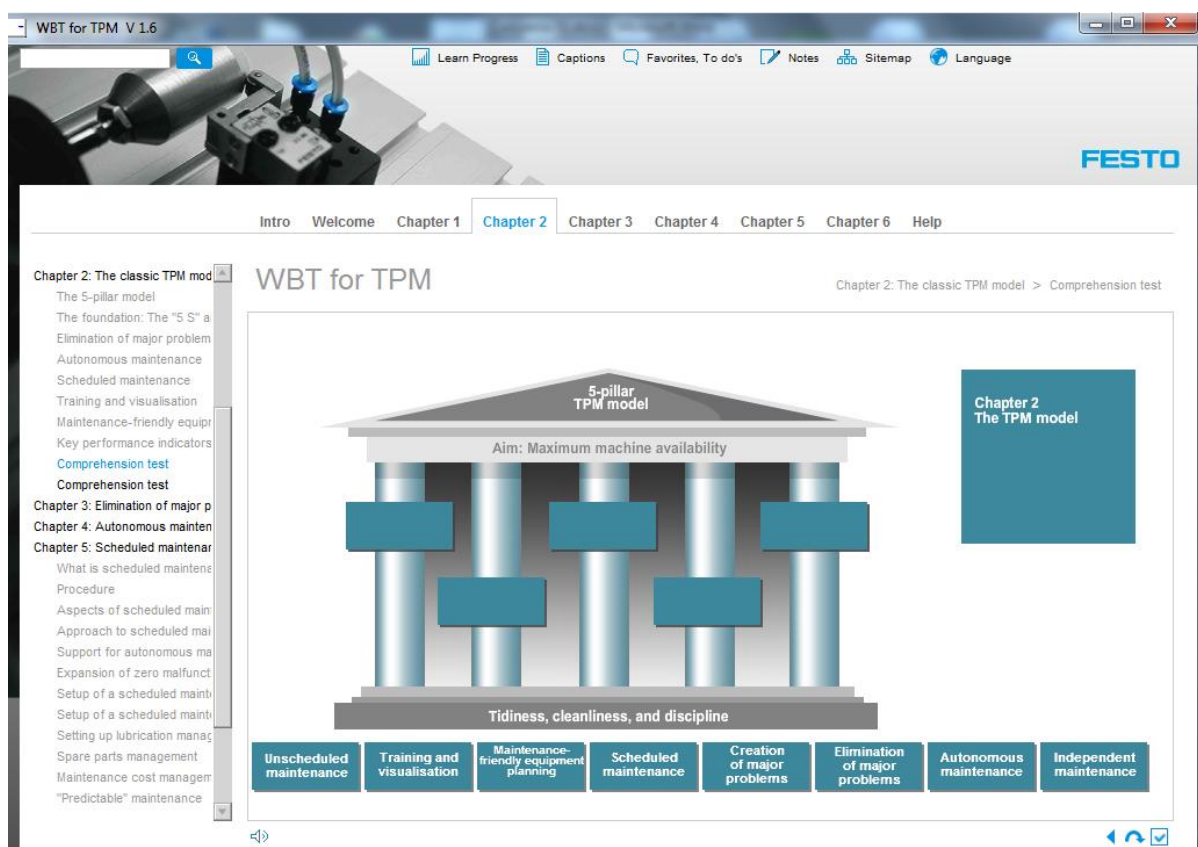 WBT for TPM V 1.6
Learn Progress Captions Favorites, To do's Notes Sitemap Language
FESTO
Intro Welcome Chapter 1 Chapter 2 Chapter 3 Chapter 4 Chapter 5 Chapter 6 Help
Chapter 2: The classic TPM mod
The 5-pillar model
The foundation: The "5 S" a
Elimination of major problem
Autonomous maintenance
Scheduled maintenance
Training and visualisation
Maintenance-friendly equipr
Key performance indicators
Comprehension test
Comprehension test
Chapter 3: Elimination of major p
Chapter 4: Autonomous mainten
Chapter 5: Scheduled maintenar
What is scheduled maintena
Procedure
Aspects of scheduled main
Approach to scheduled mai
Support for autonomous ma
Expansion of zero malfunct
Setup of a scheduled mainte
Setup of a scheduled mainte
Setting up lubrication manag
Spare parts management
Maintenance cost managem
"Predictable" maintenance
WBT for TPM
Chapter 2: The classic TPM model > Comprehension test
5-pillar
TPM model
Aim: Maximum machine availability
Chapter 2
The TPM model
Tidiness, cleanliness, and discipline
Unscheduled
maintenance
Training and
visualisation
Maintenance-
friendly equipment
planning
Scheduled
maintenance
Creation
of major
problems
Elimination
of major
problems
Autonomous
maintenance
Independent
maintenance